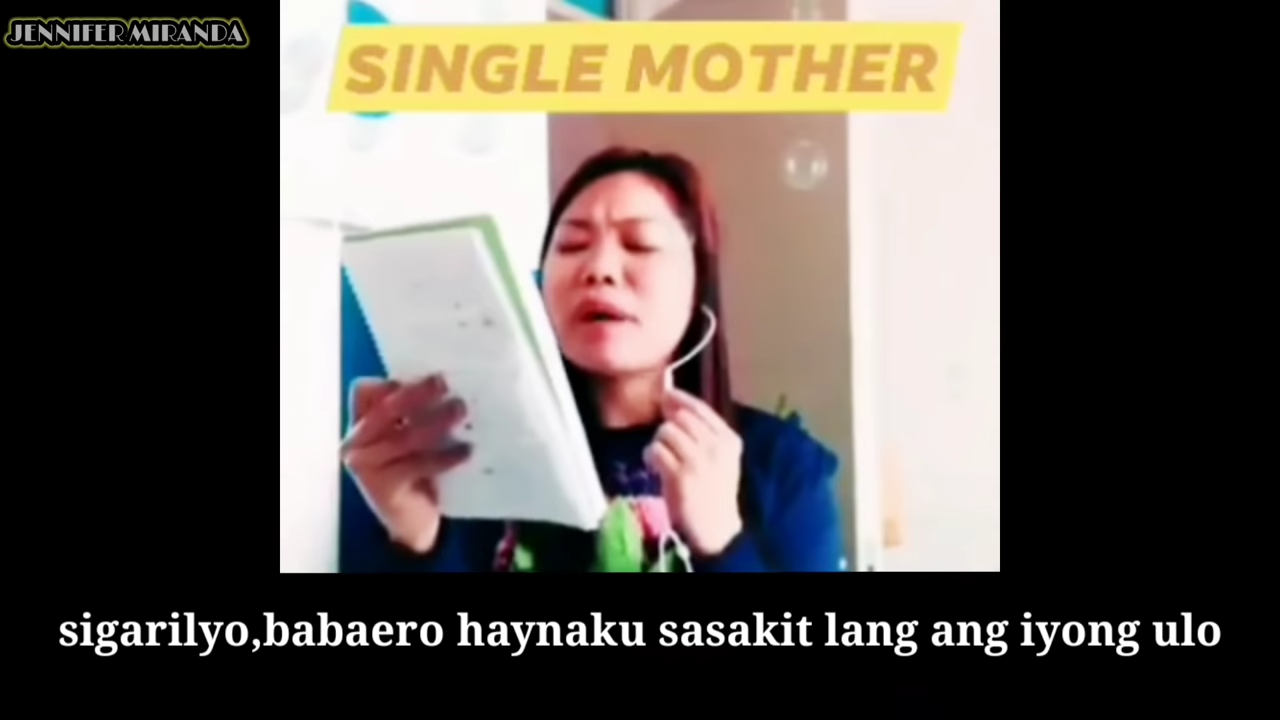 JENNIFER MIRANDA
SINGLE MOTHER
sigarilyo,babaero haynaku sasakit lang ang iyong ulo